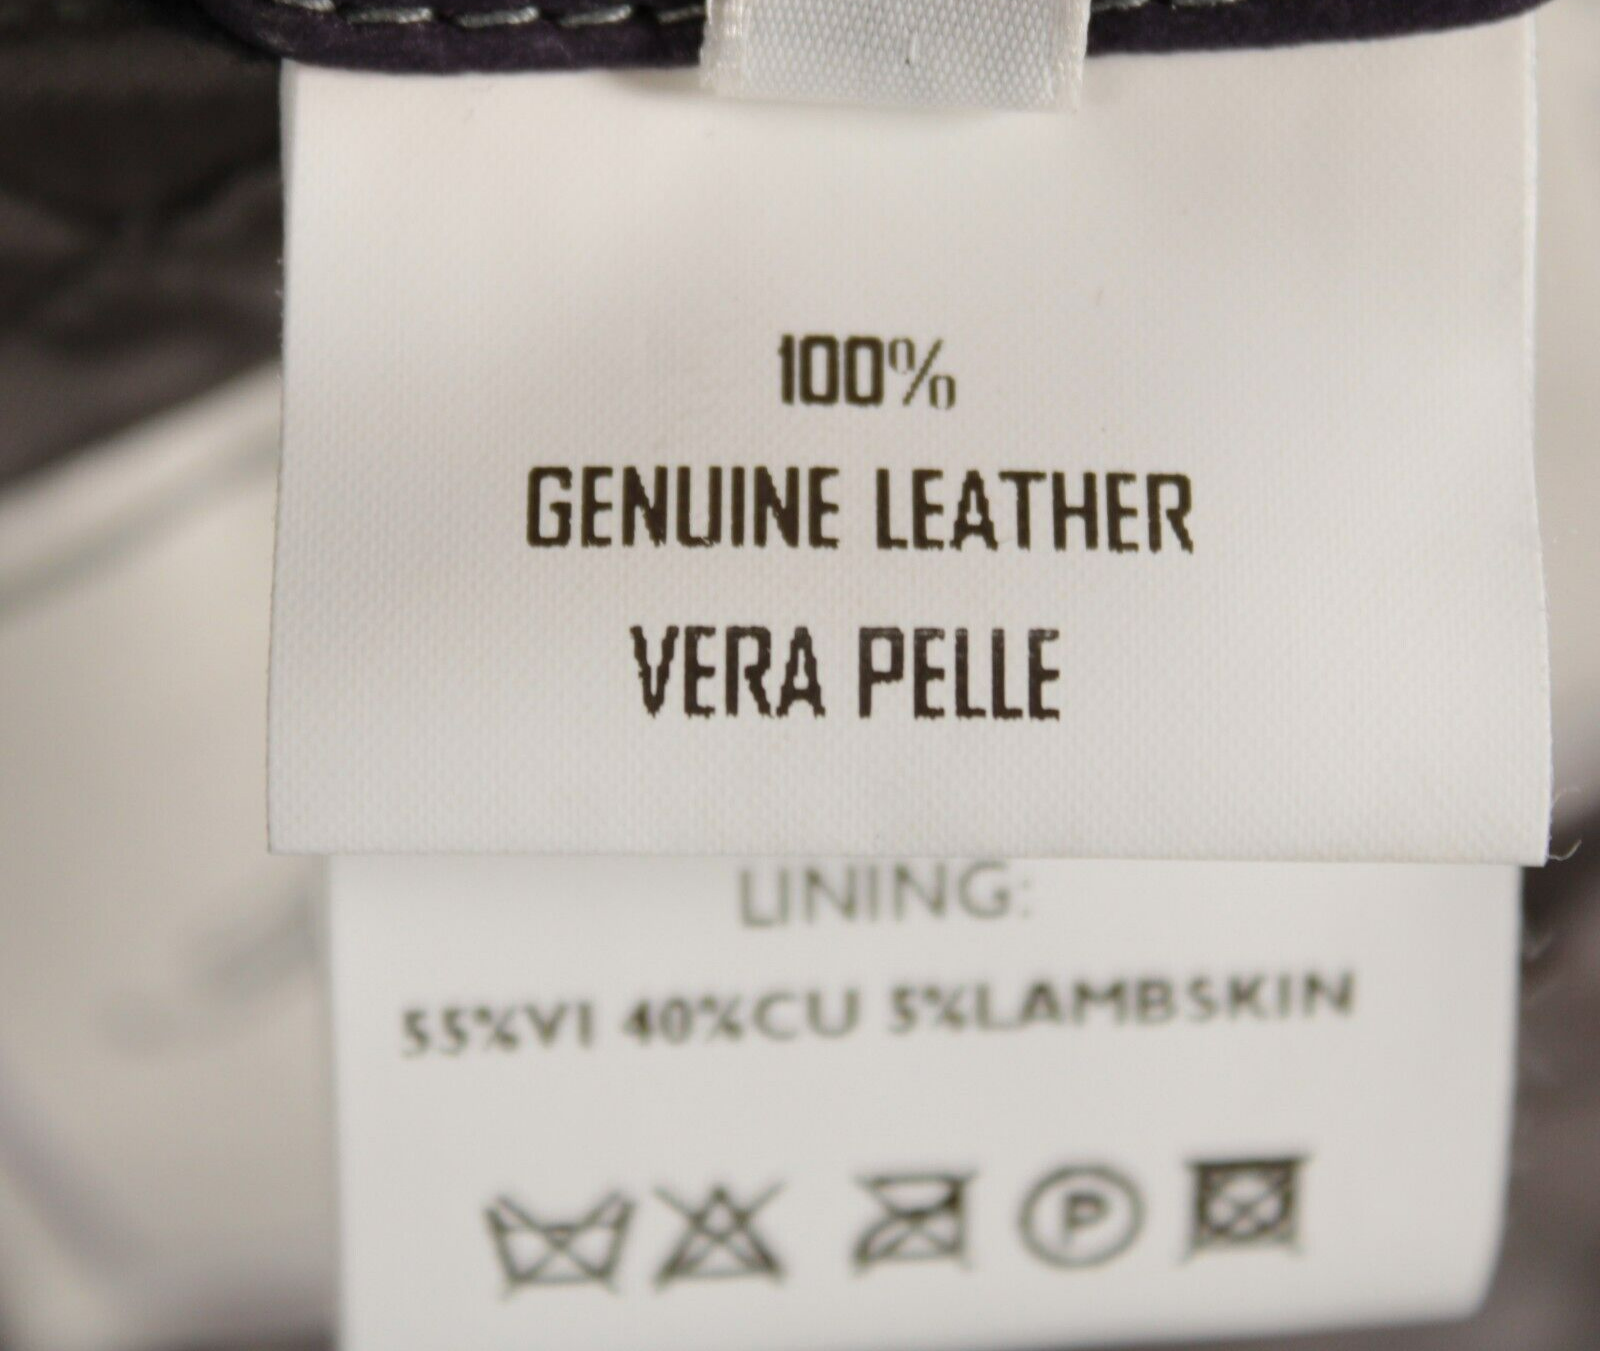 100%
GENUINE LEATHER
VERA PELLE
LINING:
55%VI 40%CU 5%LAMBSKIN
P